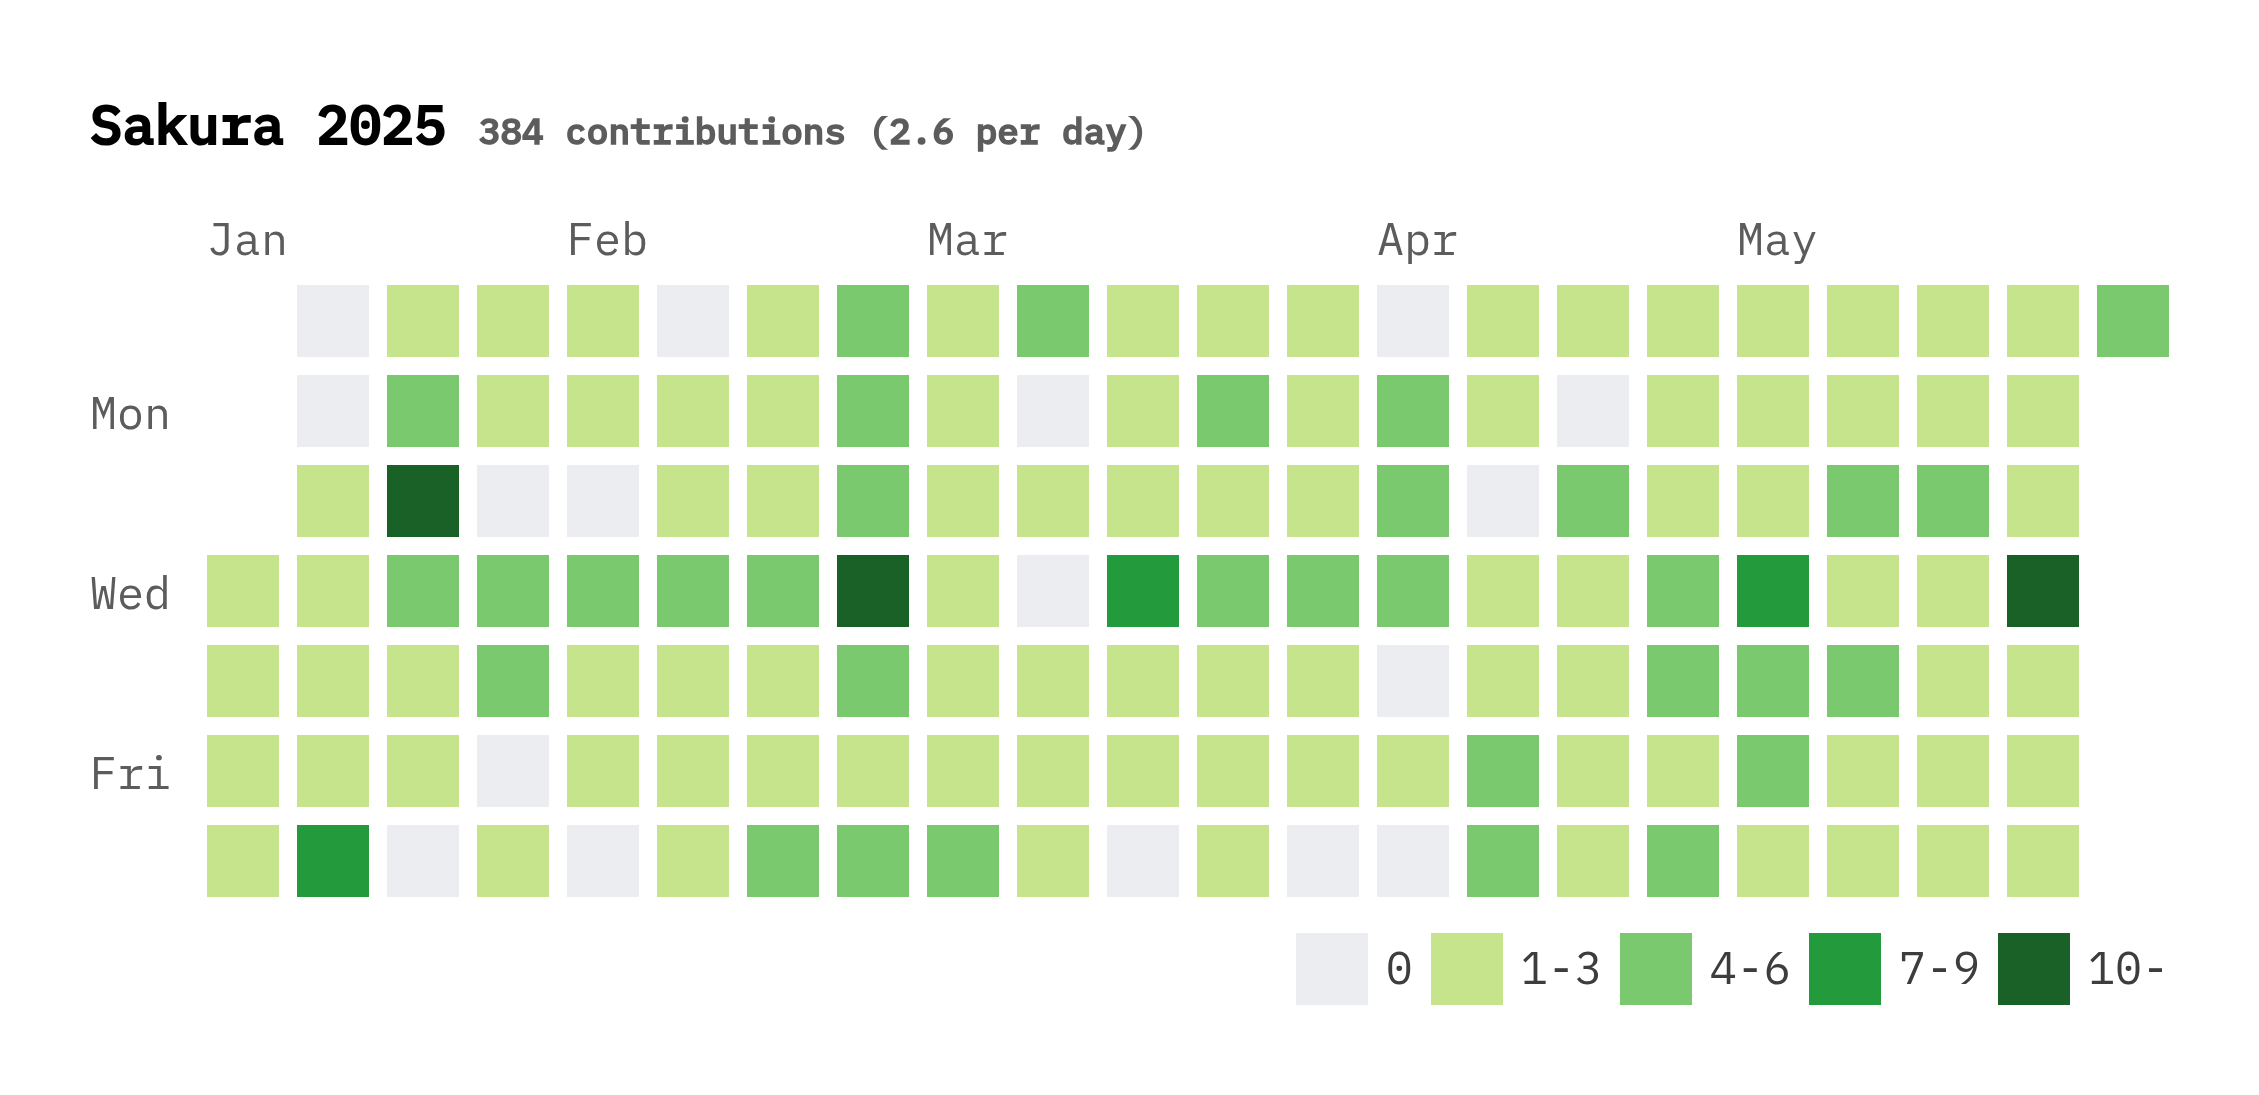 Sakura 2025 384 contributions (2.6 per day)
Jan Feb Mar Apr May
Mon
Wed
Fri
0 1-3 4-6 7-9 10-